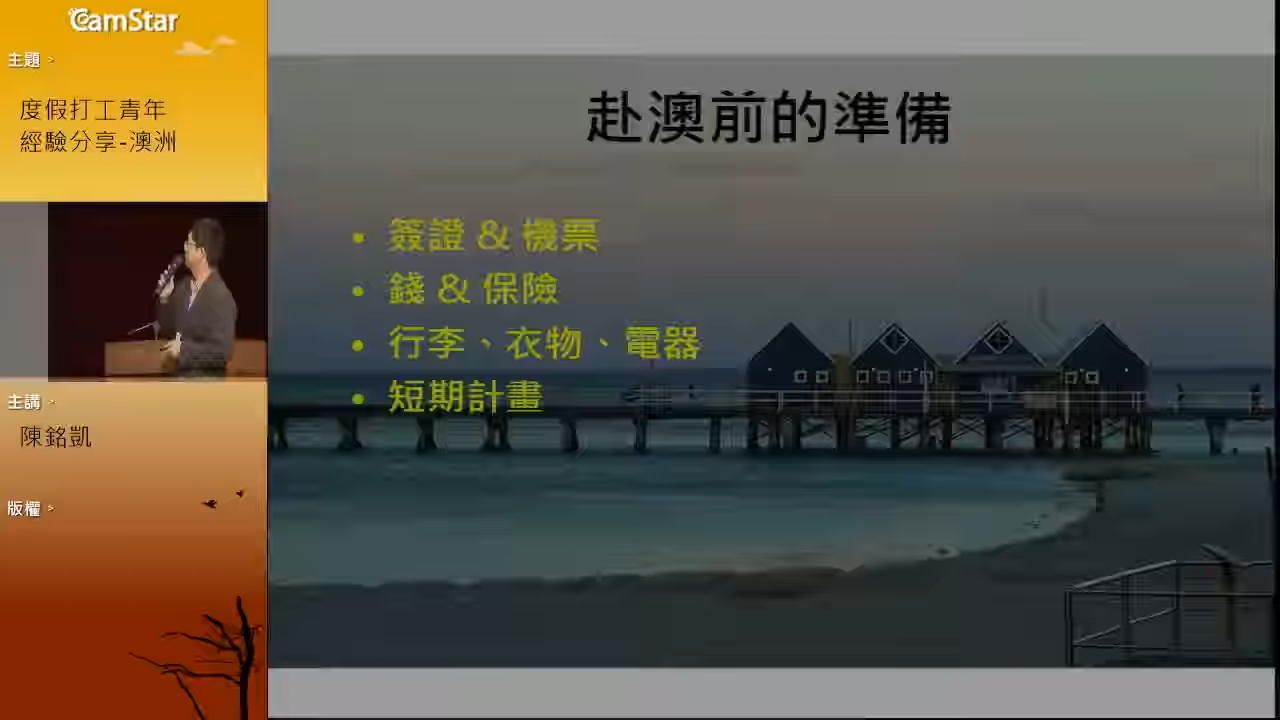 CamStar
主題 >
度假打工青年
經驗分享-澳洲
主講 >
陳銘凱
版權 >
赴澳前的準備
• 簽證 & 機票
• 錢 & 保險
• 行李、衣物、電器
• 短期計畫